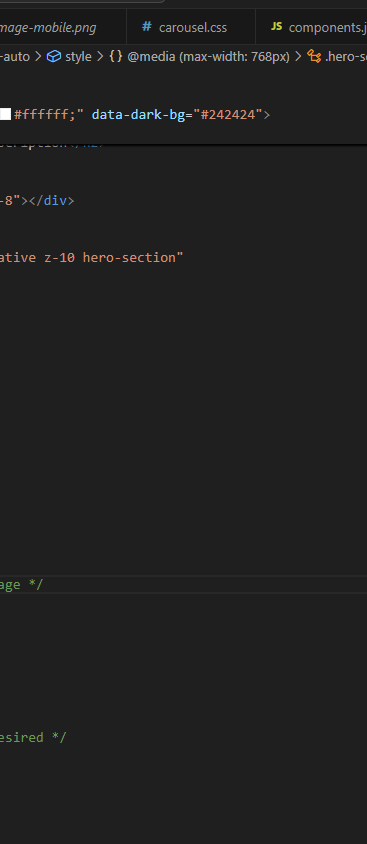 mage-mobile.png # carousel.css JS components.j
-auto > style > {} @media (max-width: 768px) > .hero-s
#ffffff;" data-dark-bg="#242424">
-8"></div>
ative z-10 hero-section"
age */
esired */